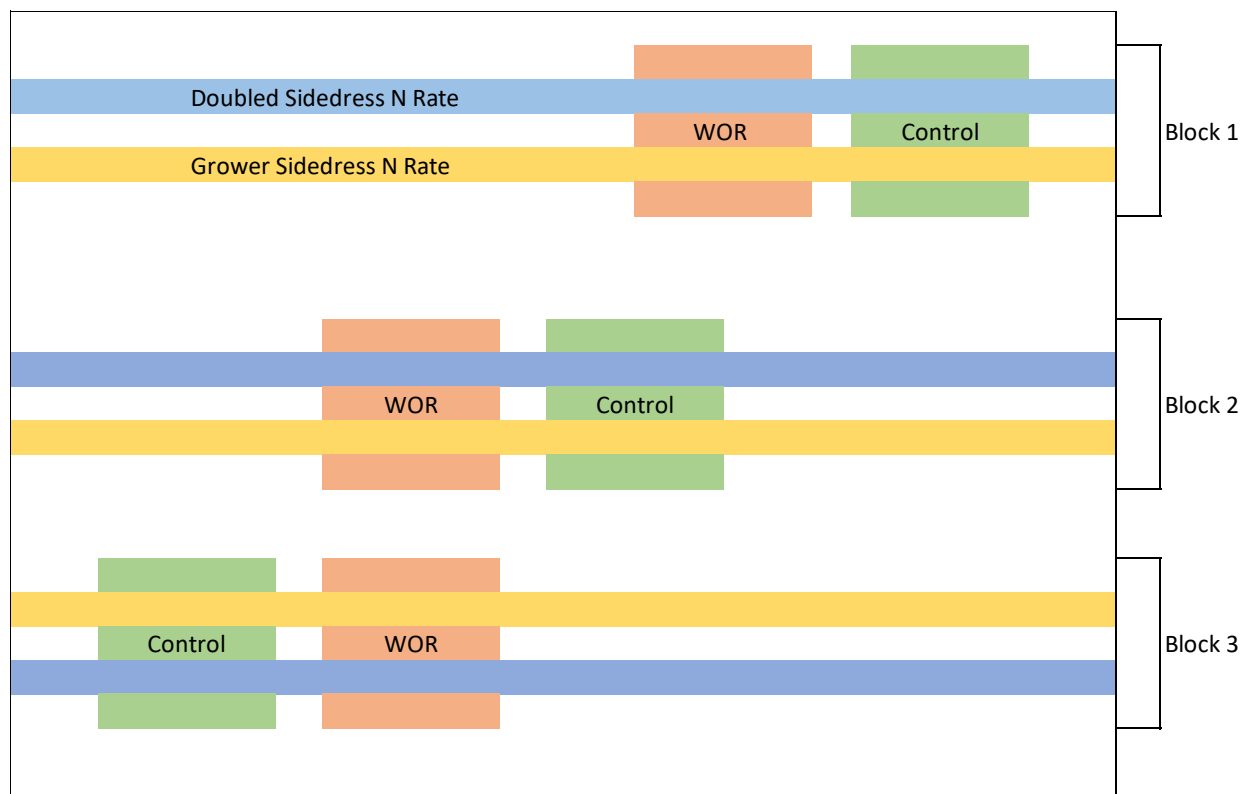 Doubled Sidedress N Rate
WOR
Control
Block 1
Grower Sidedress N Rate
WOR
Control
Block 2
Control
WOR
Block 3